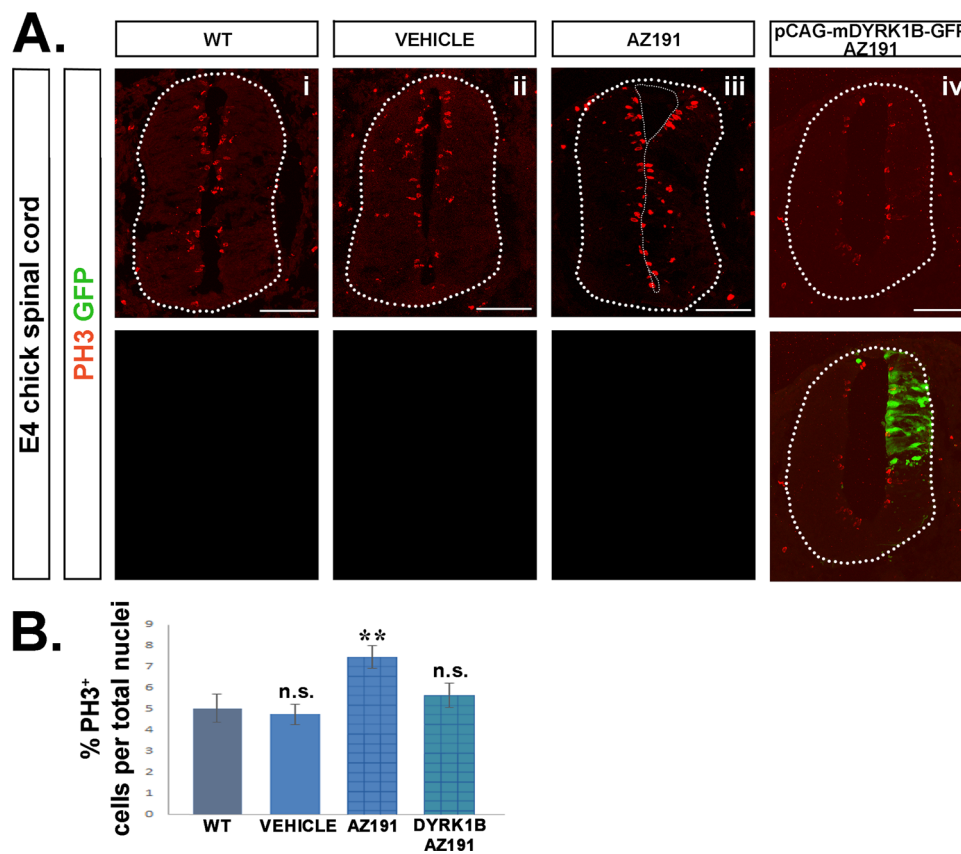 A.
WT
VEHICLE
AZ191
pCAG-mDYRK1B-GFP
AZ191
E4 chick spinal cord
PH3 GFP
i
ii
iii
iv
B.
% PH3+
cells per total nuclei
9
8
7
6
5
4
3
2
1
0
n.s.
**
n.s.
WT
VEHICLE
AZ191
DYRK1B
AZ191